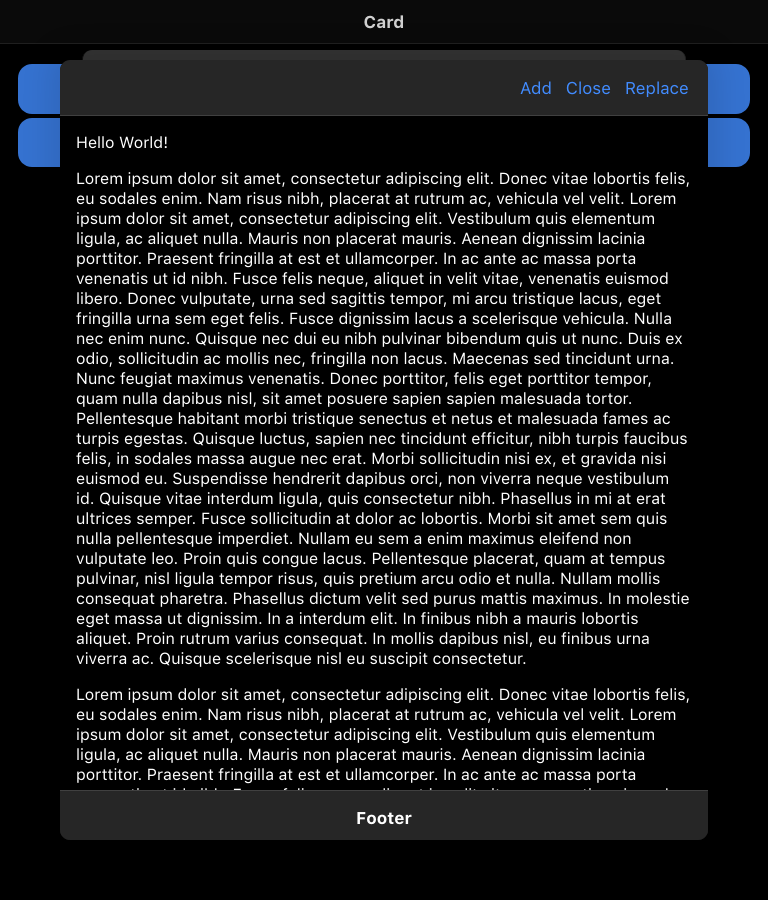 Card
Add Close Replace
Hello World!
Lorem ipsum dolor sit amet, consectetur adipiscing elit. Donec vitae lobortis felis,
eu sodales enim. Nam risus nibh, placerat at rutrum ac, vehicula vel velit. Lorem
ipsum dolor sit amet, consectetur adipiscing elit. Vestibulum quis elementum
ligula, ac aliquet nulla. Mauris non placerat mauris. Aenean dignissim lacinia
porttitor. Praesent fringilla at est et ullamcorper. In ac ante ac massa porta
venenatis ut id nibh. Fusce felis neque, aliquet in velit vitae, venenatis euismod
libero. Donec vulputate, urna sed sagittis tempor, mi arcu tristique lacus, eget
fringilla urna sem eget felis. Fusce dignissim lacus a scelerisque vehicula. Nulla
nec enim nunc. Quisque nec dui eu nibh pulvinar bibendum quis ut nunc. Duis ex
odio, sollicitudin ac mollis nec, fringilla non lacus. Maecenas sed tincidunt urna.
Nunc feugiat maximus venenatis. Donec porttitor, felis eget porttitor tempor,
quam nulla dapibus nisl, sit amet posuere sapien sapien malesuada tortor.
Pellentesque habitant morbi tristique senectus et netus et malesuada fames ac
turpis egestas. Quisque luctus, sapien nec tincidunt efficitur, nibh turpis faucibus
felis, in sodales massa augue nec erat. Morbi sollicitudin nisi ex, et gravida nisi
euismod eu. Suspendisse hendrerit dapibus orci, non viverra neque vestibulum
id. Quisque vitae interdum ligula, quis consectetur nibh. Phasellus in mi at erat
ultrices semper. Fusce sollicitudin at dolor ac lobortis. Morbi sit amet sem quis
nulla pellentesque imperdiet. Nullam eu sem a enim maximus eleifend non
vulputate leo. Proin quis congue lacus. Pellentesque placerat, quam at tempus
pulvinar, nisl ligula tempor risus, quis pretium arcu odio et nulla. Nullam mollis
consequat pharetra. Phasellus dictum velit sed purus mattis maximus. In molestie
eget massa ut dignissim. In a interdum elit. In finibus nibh a mauris lobortis
aliquet. Proin rutrum varius consequat. In mollis dapibus nisl, eu finibus urna
viverra ac. Quisque scelerisque nisl eu suscipit consectetur.
Lorem ipsum dolor sit amet, consectetur adipiscing elit. Donec vitae lobortis felis,
eu sodales enim. Nam risus nibh, placerat at rutrum ac, vehicula vel velit. Lorem
ipsum dolor sit amet, consectetur adipiscing elit. Vestibulum quis elementum
ligula, ac aliquet nulla. Mauris non placerat mauris. Aenean dignissim lacinia
porttitor. Praesent fringilla at est et ullamcorper. In ac ante ac massa porta
Footer